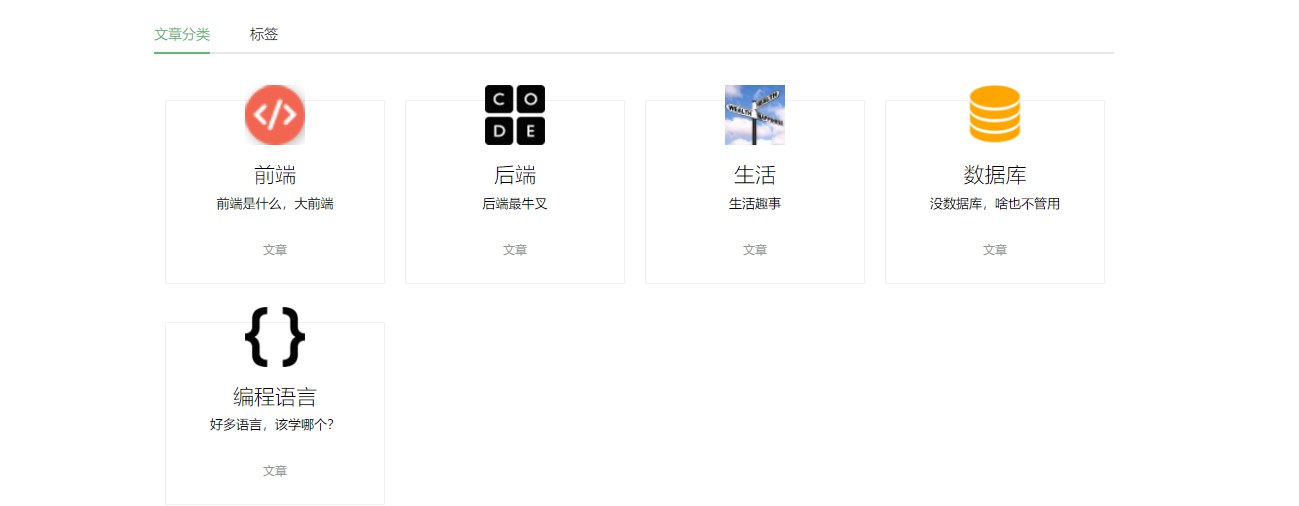 文章分类 标签
C O
D E
WEALTH
HEALTH
HAPPINESS
前端
前端是什么，大前端
文章
后端
后端最牛叉
文章
生活
生活趣事
文章
数据库
没数据库，啥也不管用
文章
{ }
编程语言
好多语言，该学哪个?
文章